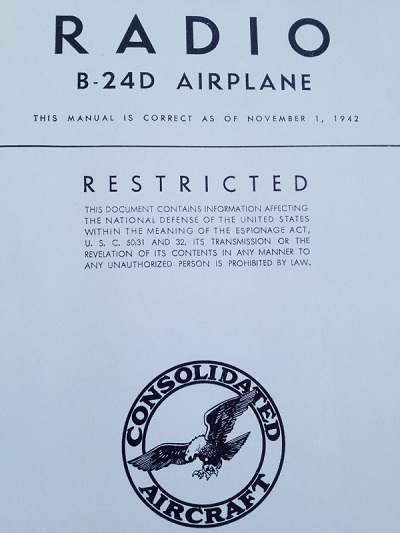 RADIO
B-24D AIRPLANE
THIS MANUAL IS CORRECT AS OF NOVEMBER 1, 1942
RESTRICTED
THIS DOCUMENT CONTAINS INFORMATION AFFECTING
THE NATIONAL DEFENSE OF THE UNITED STATES
WITHIN THE MEANING OF THE ESPIONAGE ACT,
U. S. C. 50:31 AND 32. ITS TRANSMISSION OR THE
REVELATION OF ITS CONTENTS IN ANY MANNER TO
ANY UNAUTHORIZED PERSON IS PROHIBITED BY LAW.
CONSOLIDATED
AIRCRAFT